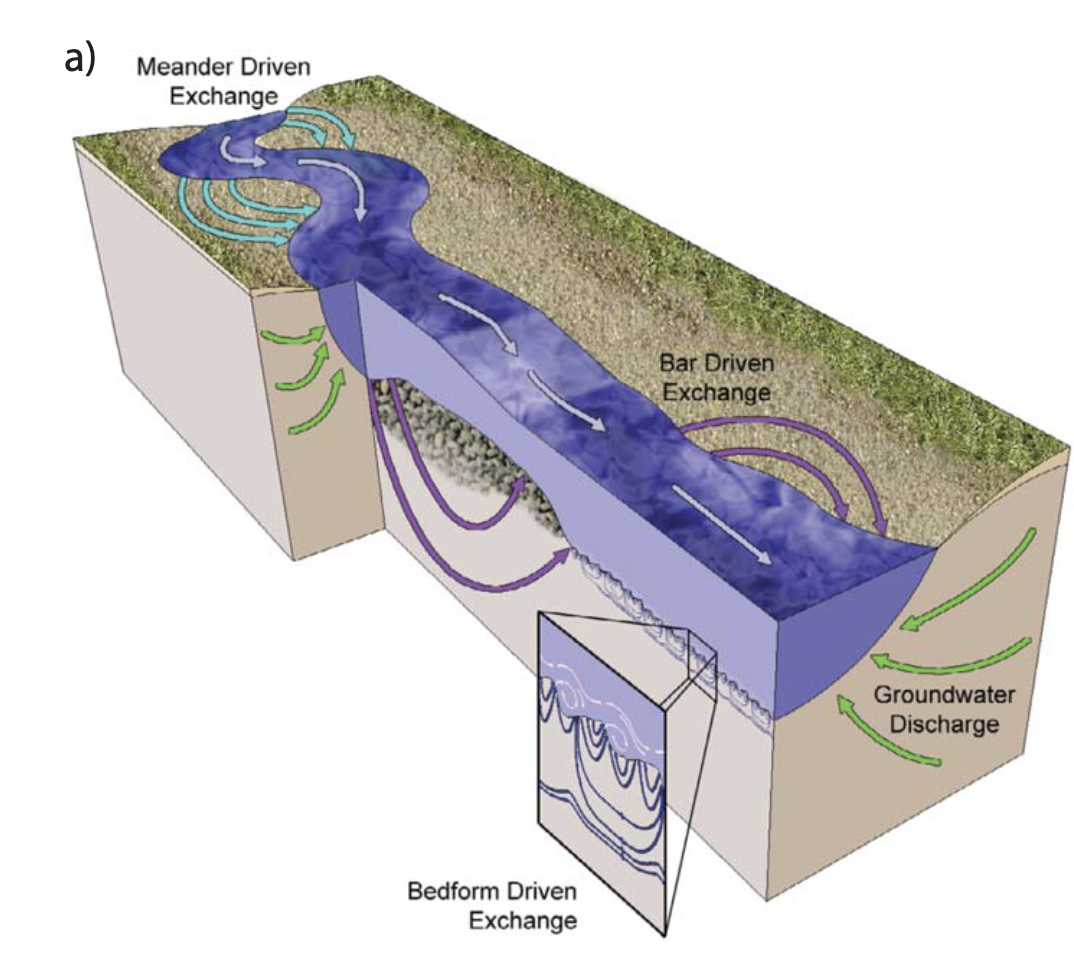 a)
Meander Driven
Exchange
Bar Driven
Exchange
Groundwater
Discharge
Bedform Driven
Exchange